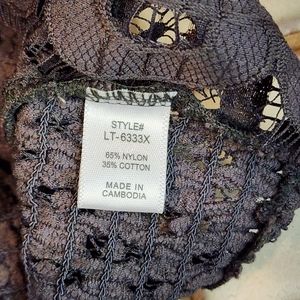 STYLE#
LT-6333X
65% NYLON
35% COTTON
MADE IN
CAMBODIA